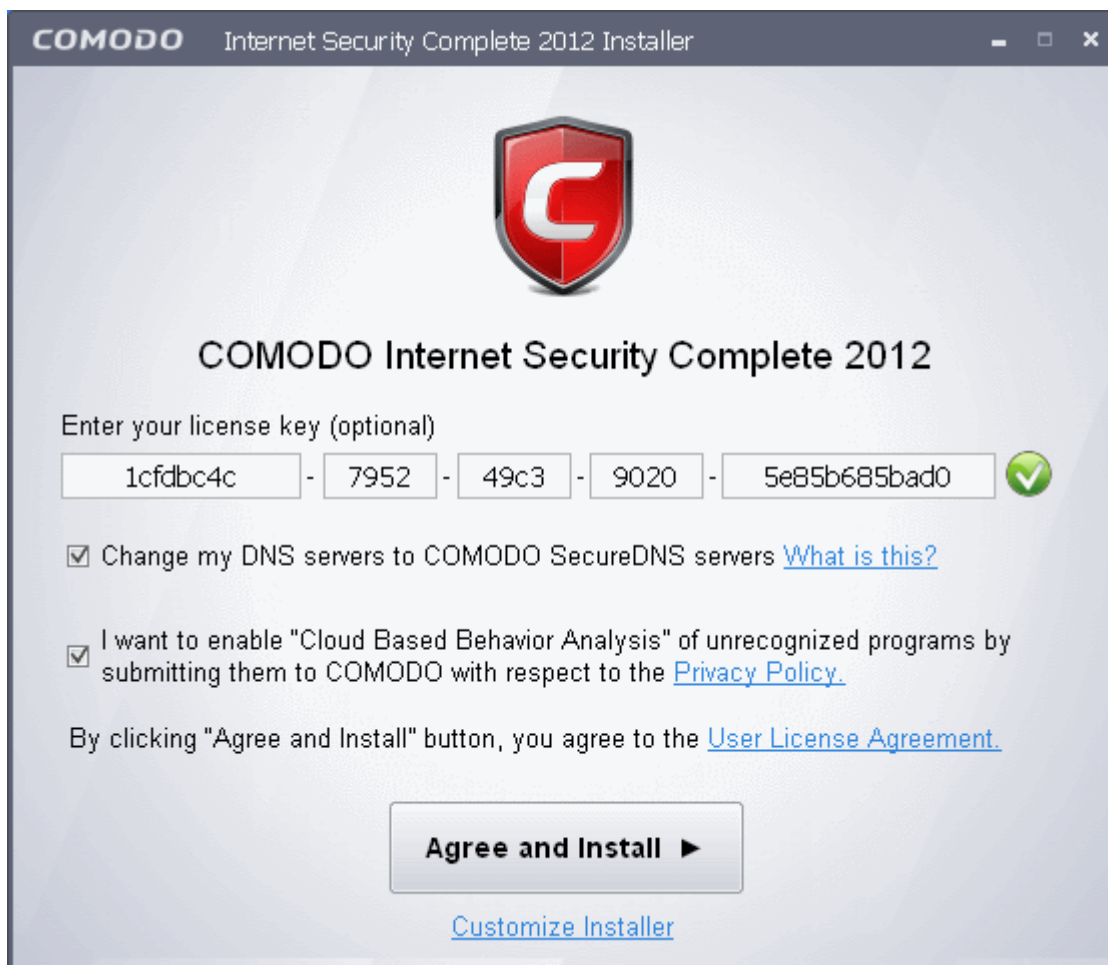 COMODO Internet Security Complete 2012 Installer
COMODO Internet Security Complete 2012
Enter your license key (optional)
1cfdbc4c - 7952 - 49c3 - 9020 - 5e85b685bad0
Change my DNS servers to COMODO SecureDNS servers What is this?
I want to enable "Cloud Based Behavior Analysis" of unrecognized programs by
submitting them to COMODO with respect to the Privacy Policy.
By clicking "Agree and Install" button, you agree to the User License Agreement.
Agree and Install ►
Customize Installer